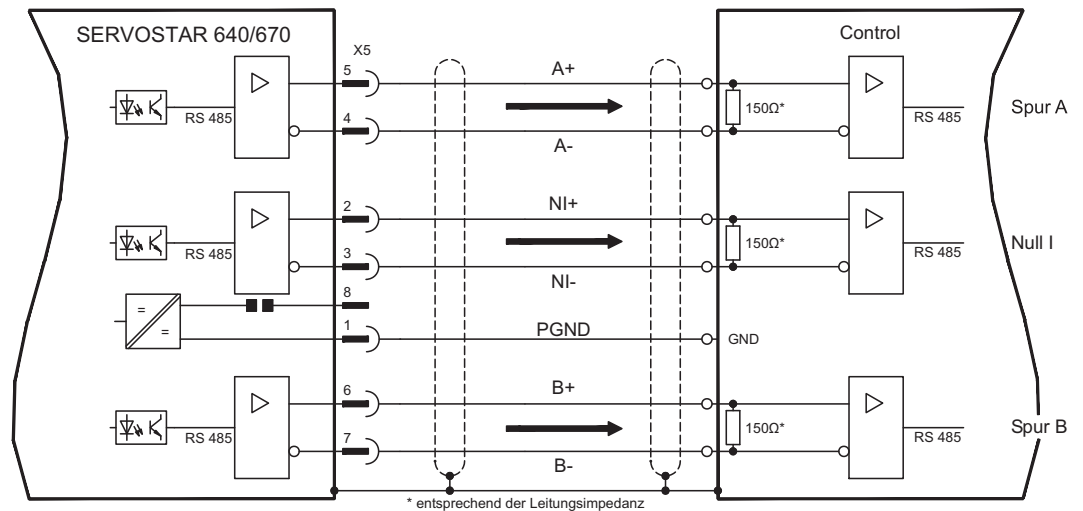 SERVOSTAR 640/670
Control
X5
5
A+
RS 485
150Ω*
RS 485
Spur A
4
A-
2
NI+
RS 485
150Ω*
RS 485
Null I
3
NI-
8
=
=
1
PGND
GND
6
B+
RS 485
150Ω*
RS 485
Spur B
7
B-
* entsprechend der Leitungsimpedanz